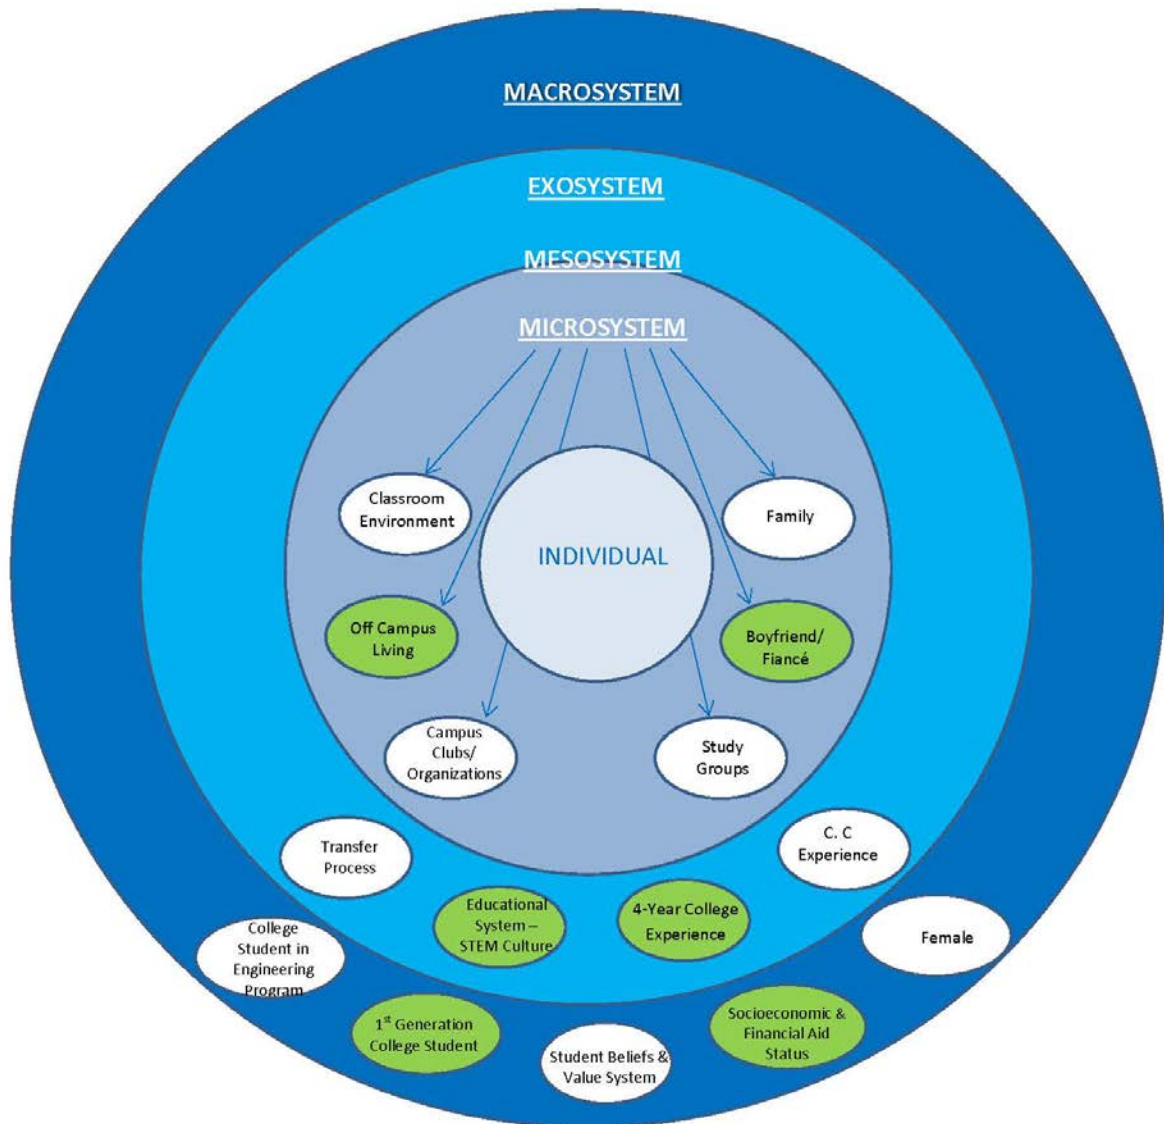 MACROSYSTEM
EXOSYSTEM
MESOSYSTEM
MICROSYSTEM
Classroom
Environment
Family
INDIVIDUAL
Off Campus
Living
Boyfriend/
Fiancé
Campus
Clubs/
Organizations
Study
Groups
Transfer
Process
C. C
Experience
Educational
System –
STEM Culture
4-Year College
Experience
College
Student in
Engineering
Program
Female
1st Generation
College Student
Student Beliefs &
Value System
Socioeconomic &
Financial Aid
Status